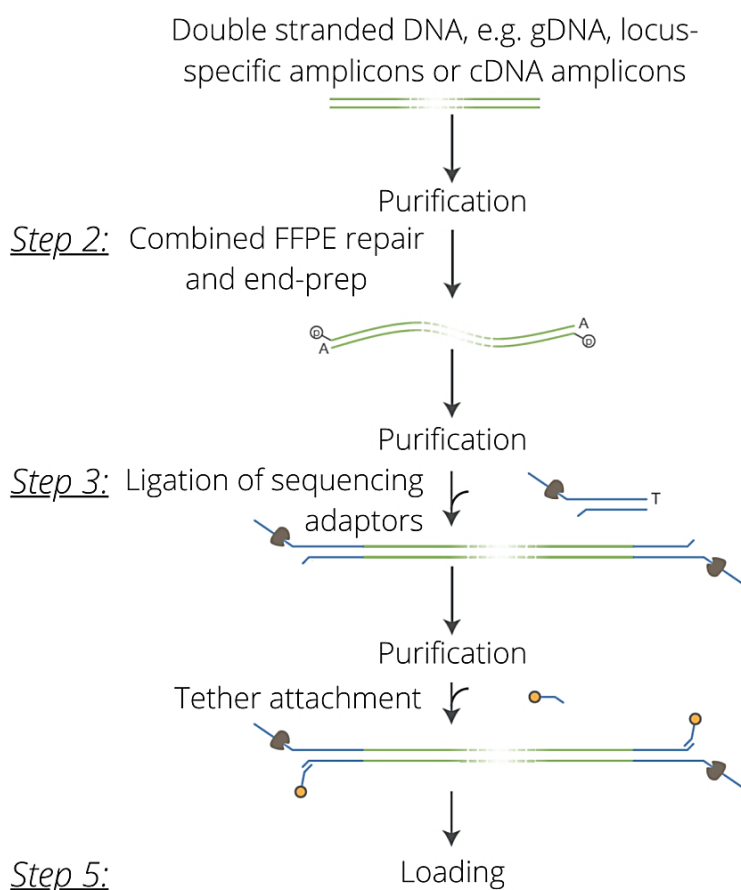 Double stranded DNA, e.g. gDNA, locus-
specific amplicons or cDNA amplicons
Purification
Step 2: Combined FFPE repair
and end-prep
p A
A p
Purification
Step 3: Ligation of sequencing
adaptors
T
Purification
Tether attachment
Step 5: Loading